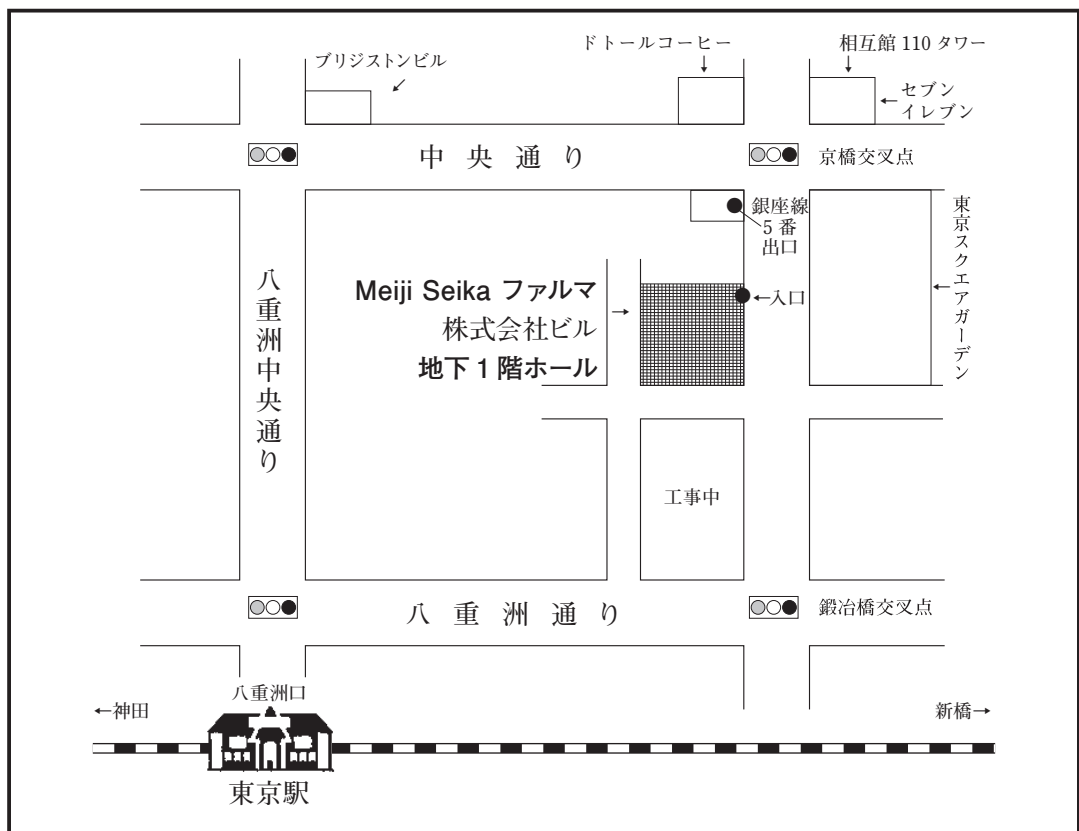 ブリジストンビル
ドトールコーヒー
相互館 110 タワー
セブン
イレブン
中央通り
京橋交叉点
銀座線
5 番
出口
東京スクエアガーデン
八重洲中央通り
Meiji Seika ファルマ
株式会社ビル
地下 1 階ホール
入口
工事中
八重洲通り
鍛冶橋交叉点
八重洲口
神田
新橋
東京駅